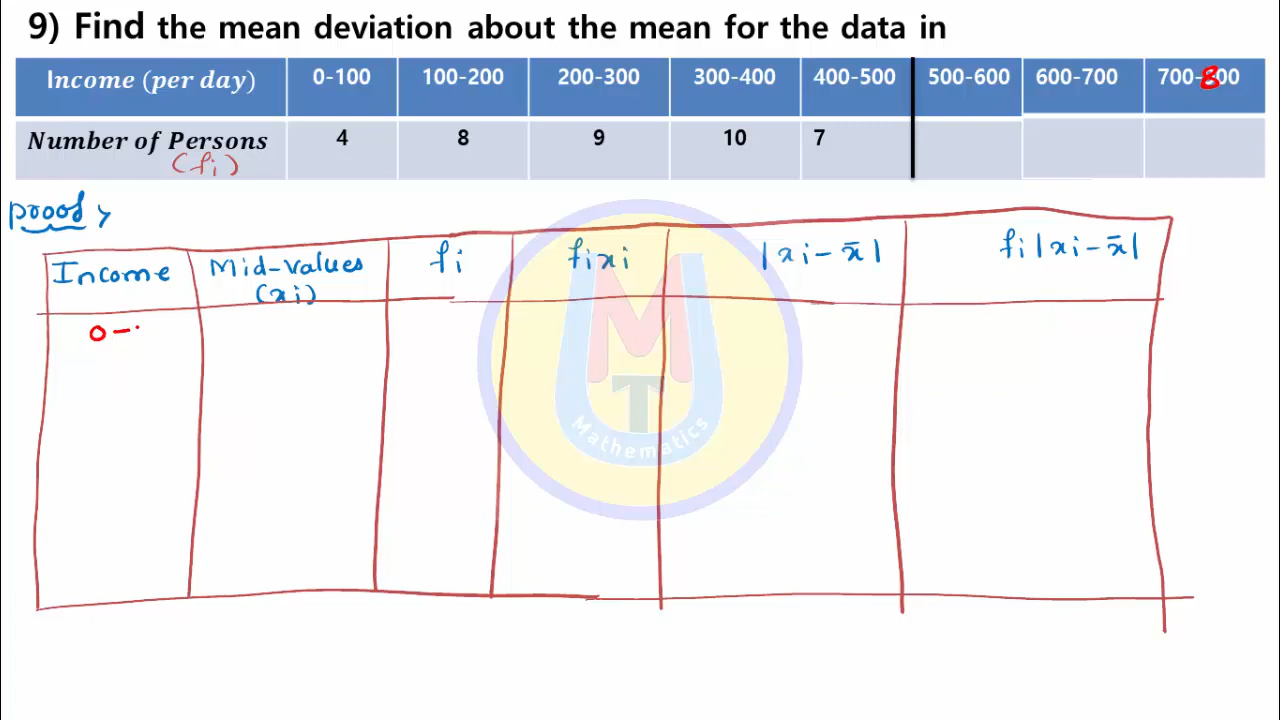 9) Find the mean deviation about the mean for the data in
Income (per day) 0-100 100-200 200-300 300-400 400-500 500-600 600-700 700-800
Number of Persons 4 8 9 10 7
(fi)
prood
Income Mid-values fi fixi |xi-x̄| fi|xi-x̄|
(xi)
0-
UMT
Mathematics